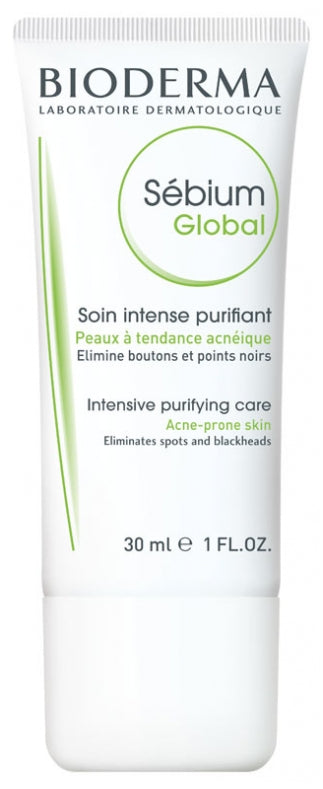 BIODERMA
LABORATOIRE DERMATOLOGIQUE
Sébium
Global
Soin intense purifiant
Peaux à tendance acnéique
Elimine boutons et points noirs
Intensive purifying care
Acne-prone skin
Eliminates spots and blackheads
30 ml ℮ 1 FL.OZ.